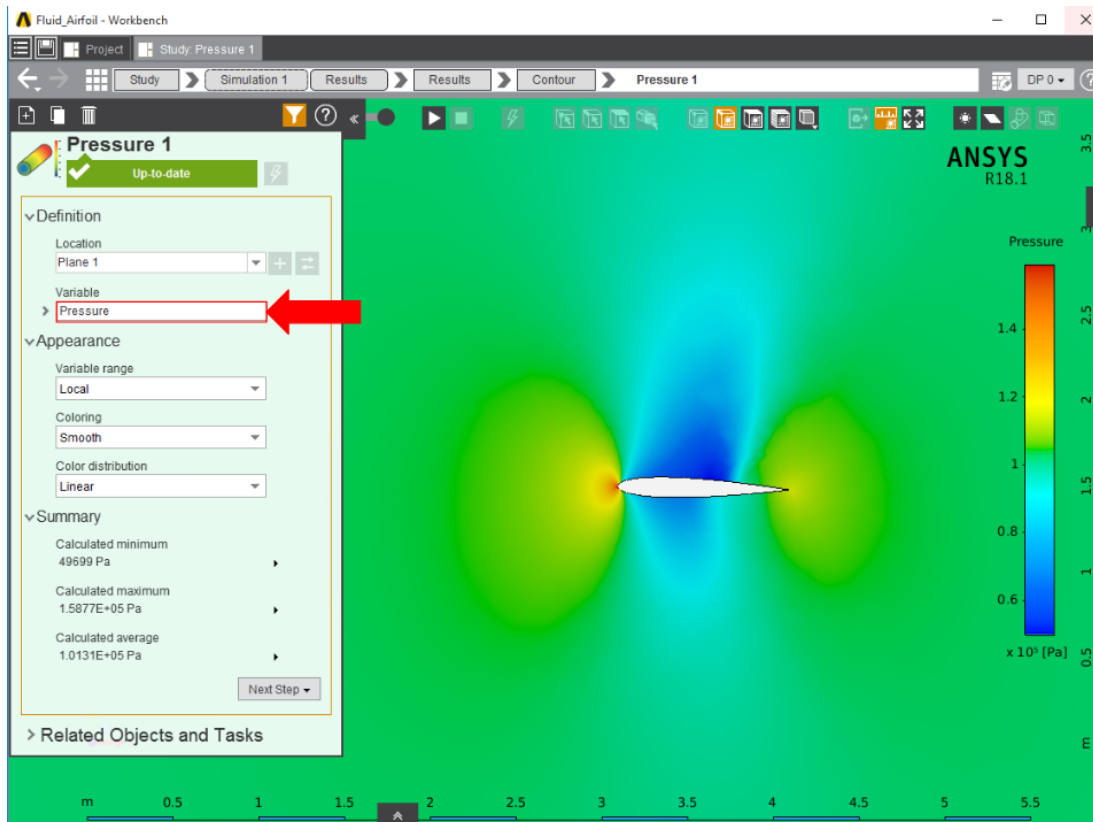 Fluid_Airfoil - Workbench
Project
Study: Pressure 1
Study
Simulation 1
Results
Results
Contour
Pressure 1
DP 0
Pressure 1
Up-to-date
Definition
Location
Plane 1
Variable
Pressure
Appearance
Variable range
Local
Coloring
Smooth
Color distribution
Linear
Summary
Calculated minimum
49699 Pa
Calculated maximum
1.5877E+05 Pa
Calculated average
1.0131E+05 Pa
Next Step
Related Objects and Tasks
ANSYS
R18.1
Pressure
1.4
1.2
1
0.8
0.6
x 10⁵ [Pa]
3.5
3
2.5
2
1.5
1
0.5
m
m 0.5 1 1.5 2 2.5 3 3.5 4 4.5 5 5.5